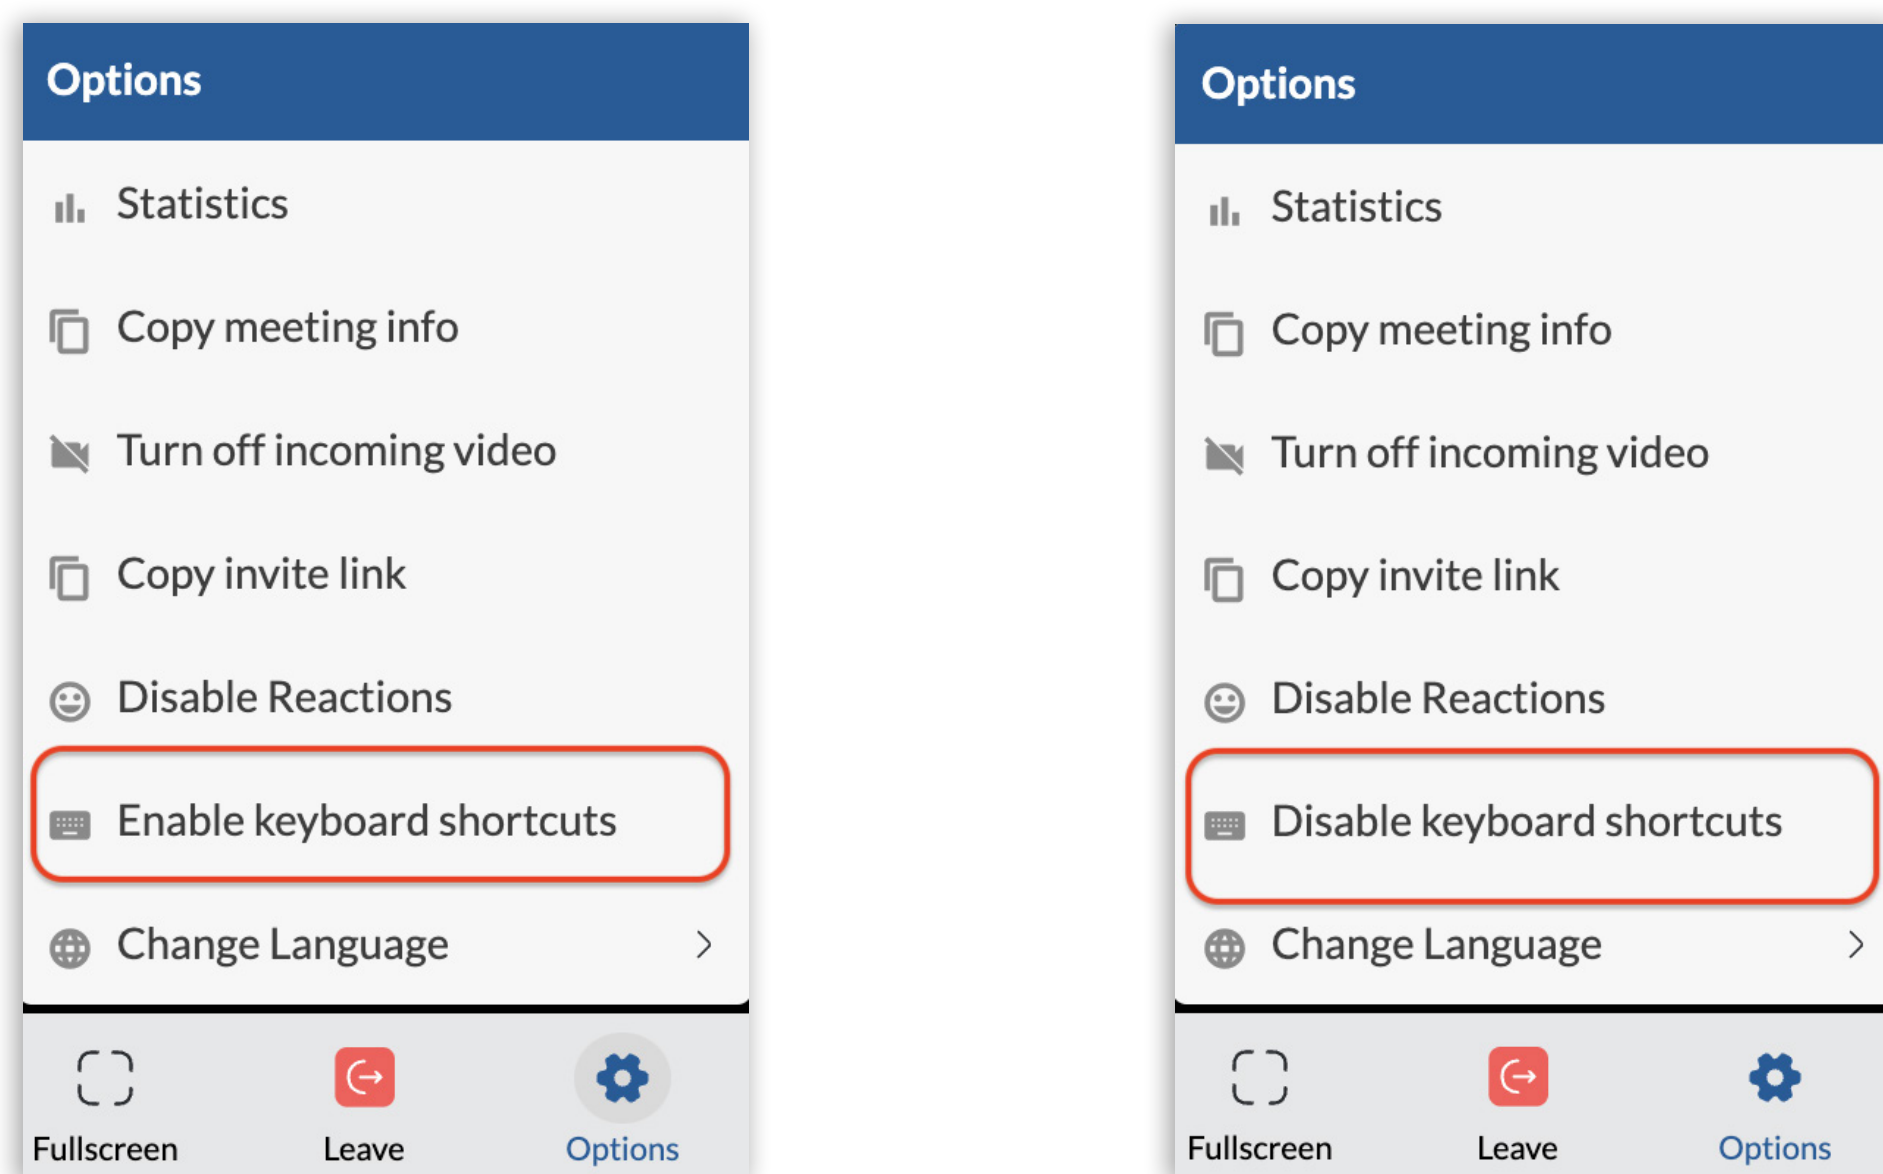 Options
Statistics
Copy meeting info
Turn off incoming video
Copy invite link
Disable Reactions
Enable keyboard shortcuts
Change Language
Fullscreen
Leave
Options
Options
Statistics
Copy meeting info
Turn off incoming video
Copy invite link
Disable Reactions
Disable keyboard shortcuts
Change Language
Fullscreen
Leave
Options